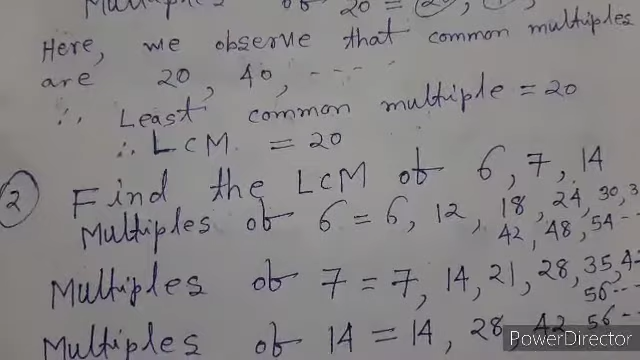 Multiples of 20 = 20,
Here, we observe that common multiples
are 20, 40, ----
∴ Least common multiple = 20
∴ LCM = 20
2 Find the LCM of 6, 7, 14
Multiples of 6 = 6, 12, 18, 24, 30,
42, 48, 54 --
Multiples of 7 = 7, 14, 21, 28, 35,
56---
Multiples of 14 = 14, 28, 42 56 --
PowerDirector